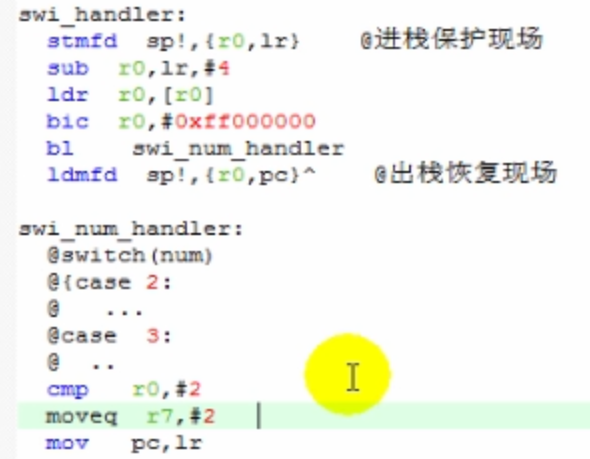 swi_handler:
stmfd sp!,{r0,lr} @进栈保护现场
sub r0,lr,#4
ldr r0,[r0]
bic r0,#0xff000000
bl swi_num_handler
ldmfd sp!,{r0,pc}^ @出栈恢复现场
swi_num_handler:
@switch(num)
@{case 2:
@ ...
@case 3:
@ ..
cmp r0,#2
moveq r7,#2
mov pc,lr